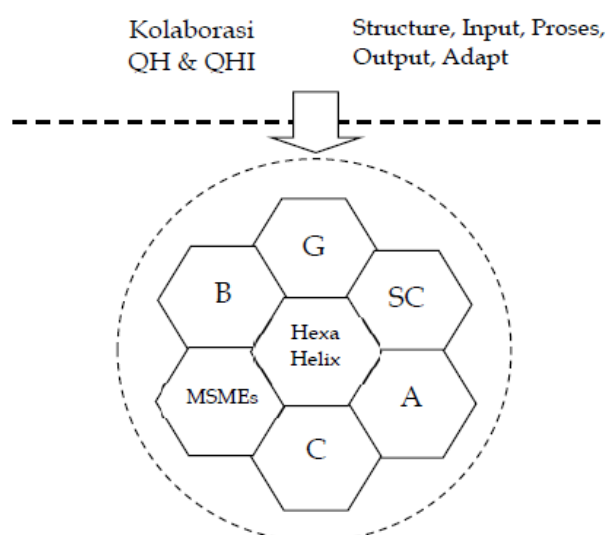 Kolaborasi
QH & QHI
Structure, Input, Proses,
Output, Adapt
G
B
SC
Hexa
Helix
MSMEs
A
C